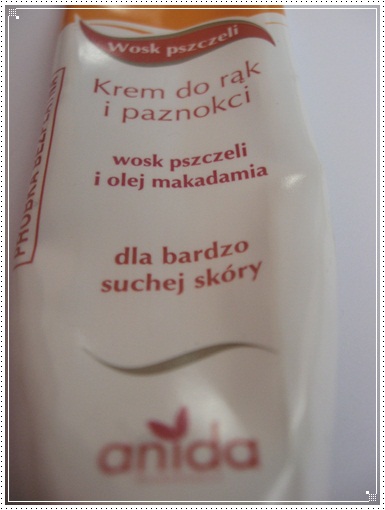 Wosk pszczeli
Krem do rąk
i paznokci
wosk pszczeli
i olej makadamia
dla bardzo
suchej skóry
anida